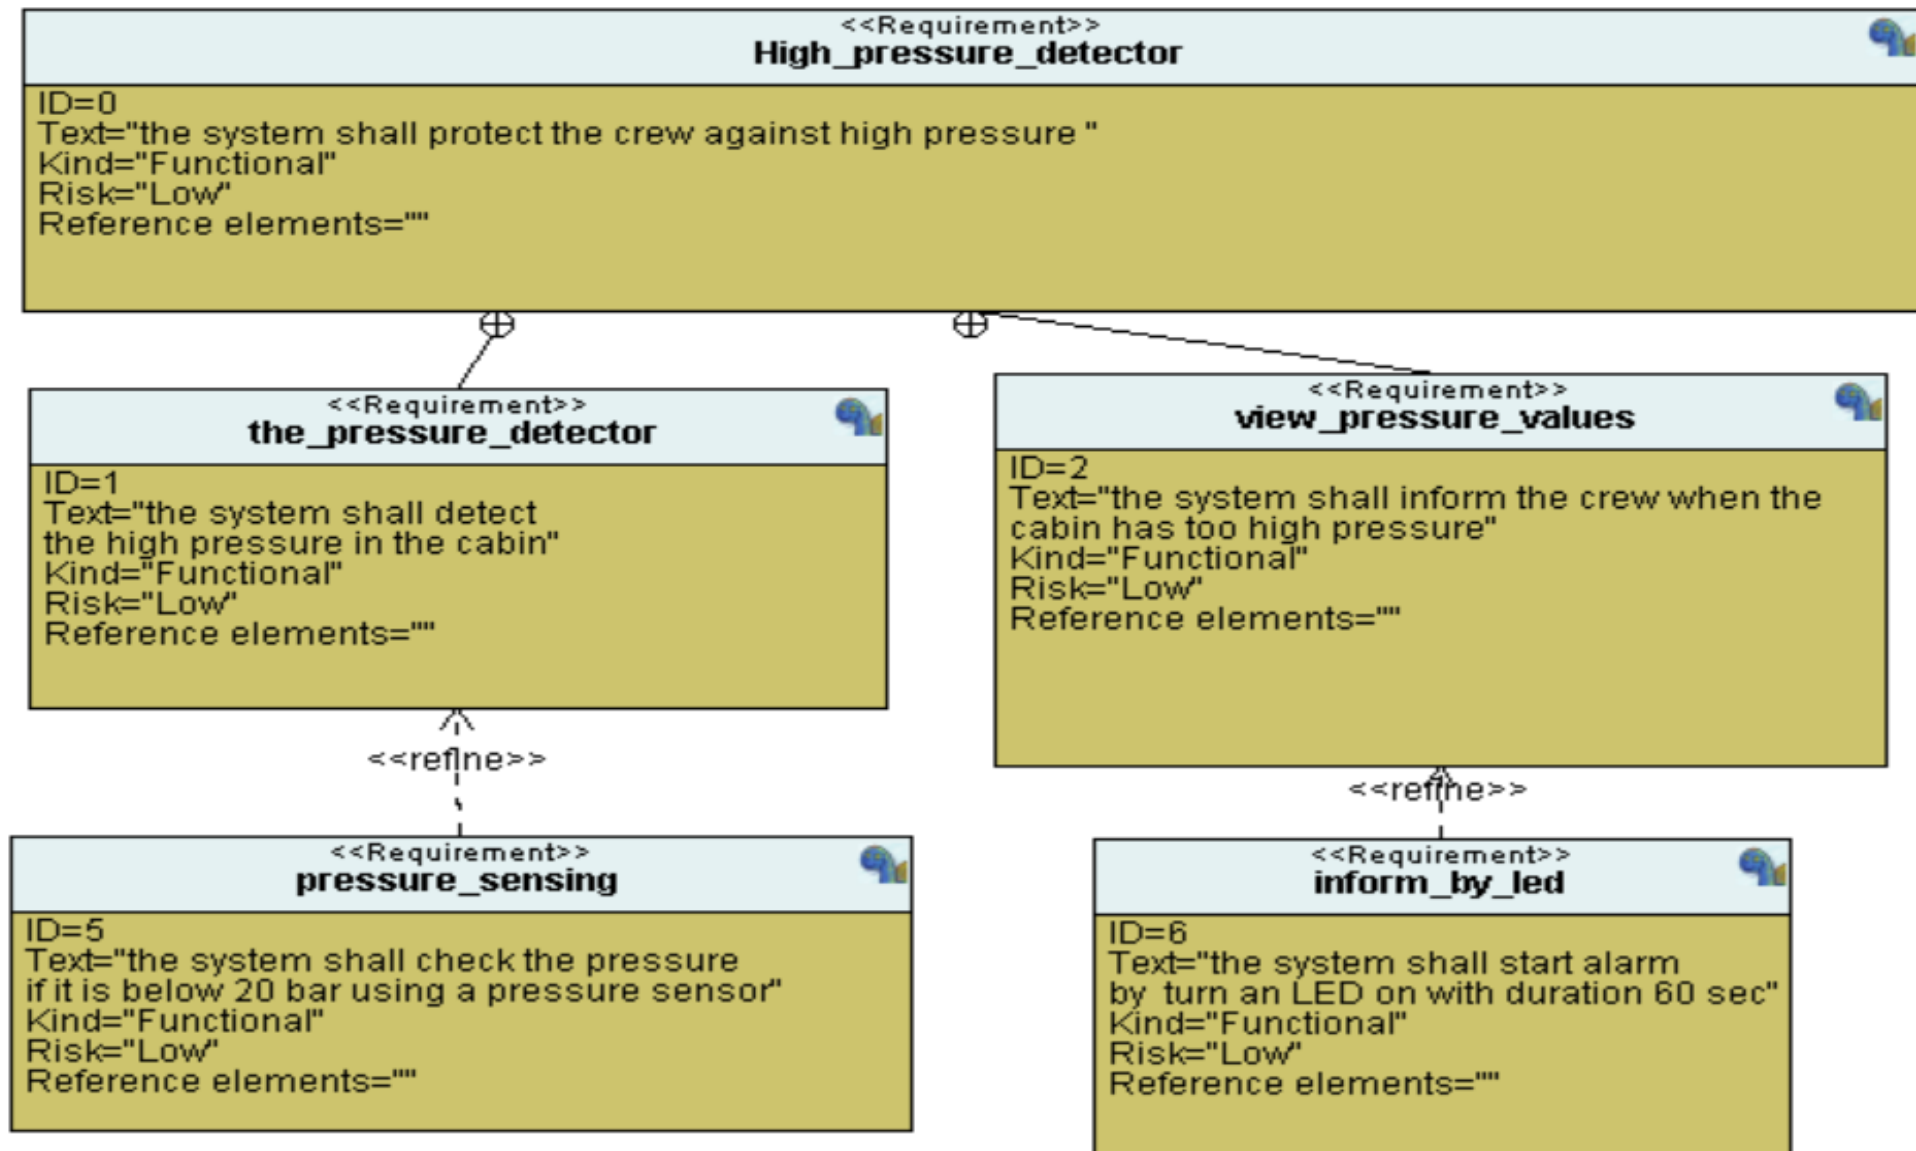 <<Requirement>>
High_pressure_detector
ID=0
Text="the system shall protect the crew against high pressure "
Kind="Functional"
Risk="Low"
Reference elements=""
<<Requirement>>
the_pressure_detector
ID=1
Text="the system shall detect
the high pressure in the cabin"
Kind="Functional"
Risk="Low"
Reference elements=""
<<Requirement>>
view_pressure_values
ID=2
Text="the system shall inform the crew when the
cabin has too high pressure"
Kind="Functional"
Risk="Low"
Reference elements=""
<<refine>>
<<refine>>
<<Requirement>>
pressure_sensing
ID=5
Text="the system shall check the pressure
if it is below 20 bar using a pressure sensor"
Kind="Functional"
Risk="Low"
Reference elements=""
<<Requirement>>
inform_by_led
ID=6
Text="the system shall start alarm
by  turn an LED on with duration 60 sec"
Kind="Functional"
Risk="Low"
Reference elements=""